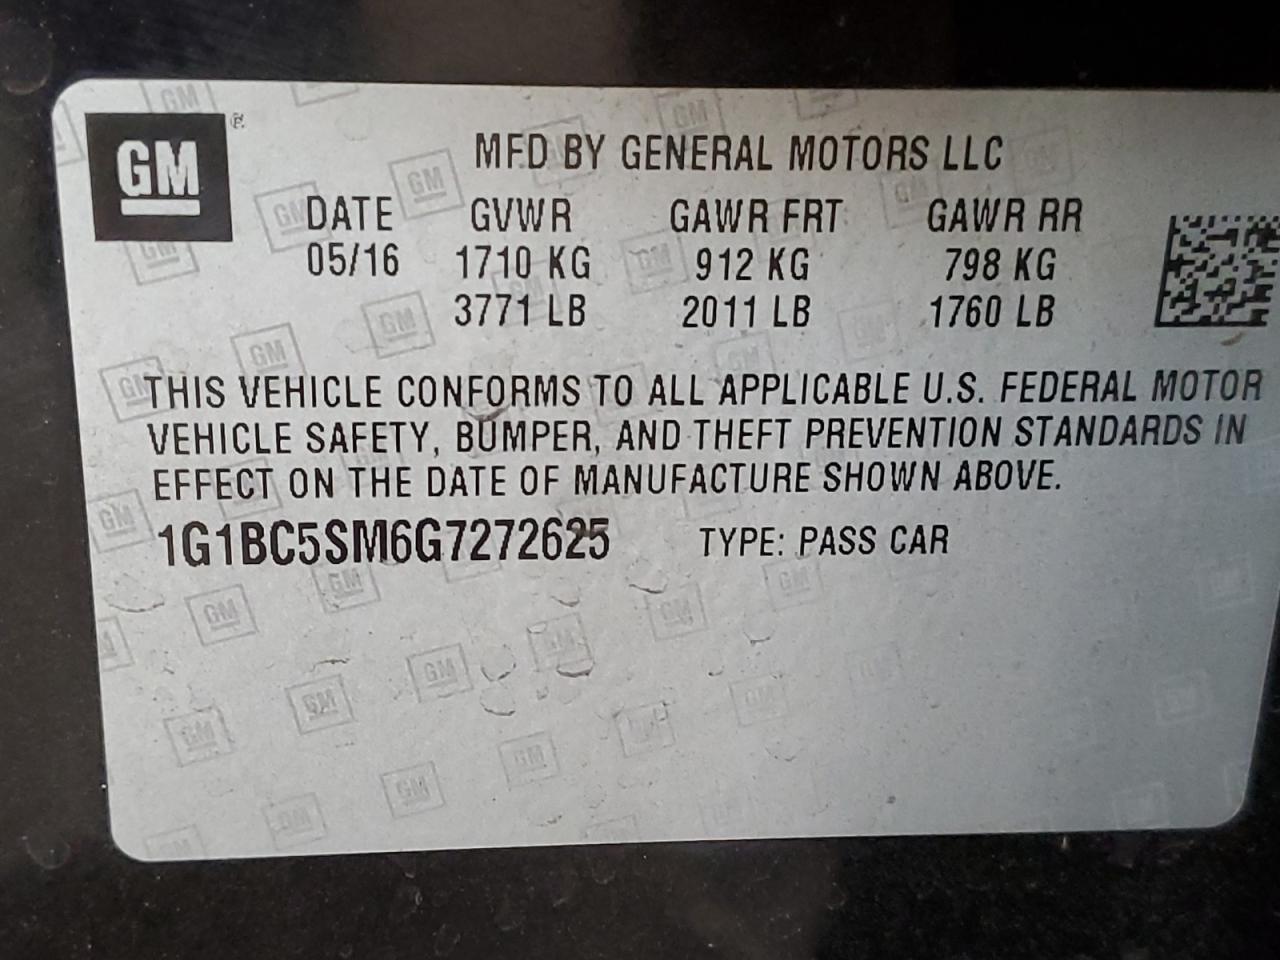 GM
MFD BY GENERAL MOTORS LLC
DATE GVWR GAWR FRT GAWR RR
05/16 1710 KG 912 KG 798 KG
3771 LB 2011 LB 1760 LB
THIS VEHICLE CONFORMS TO ALL APPLICABLE U.S. FEDERAL MOTOR
VEHICLE SAFETY, BUMPER, AND THEFT PREVENTION STANDARDS IN
EFFECT ON THE DATE OF MANUFACTURE SHOWN ABOVE.
1G1BC5SM6G7272625 TYPE: PASS CAR